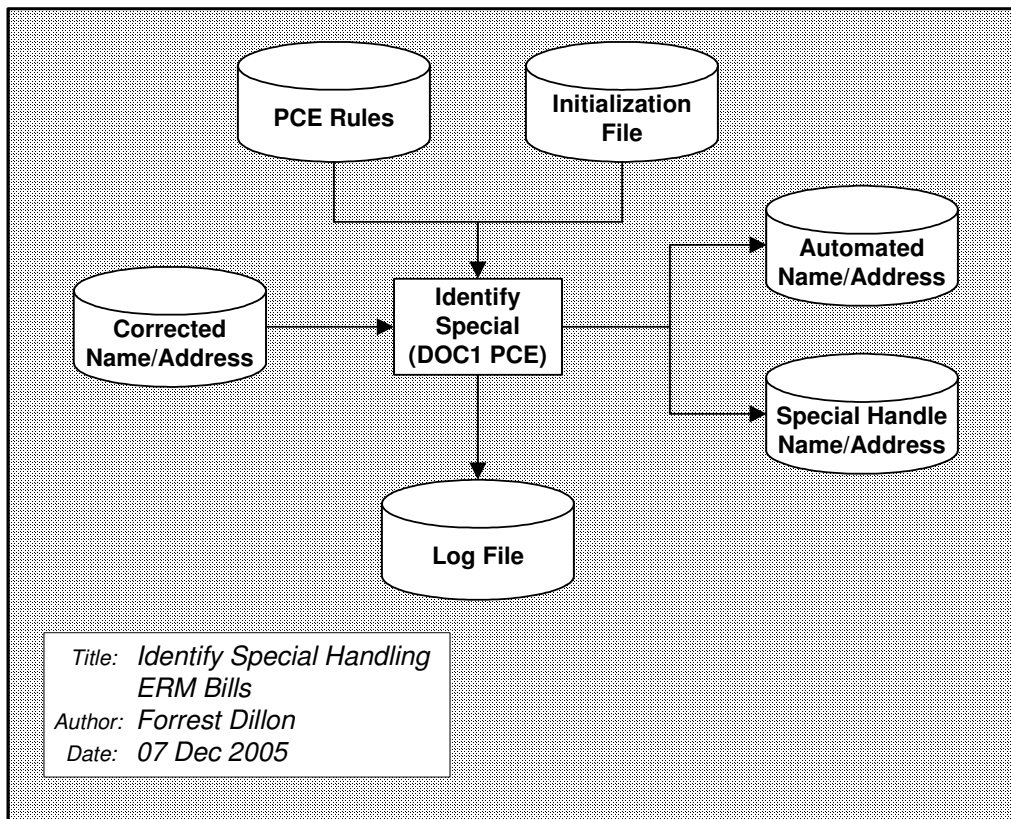 PCE Rules
Initialization
File
Automated
Name/Address
Corrected
Name/Address
Identify
Special
(DOC1 PCE)
Special Handle
Name/Address
Log File
Title: Identify Special Handling
ERM Bills
Author: Forrest Dillon
Date: 07 Dec 2005